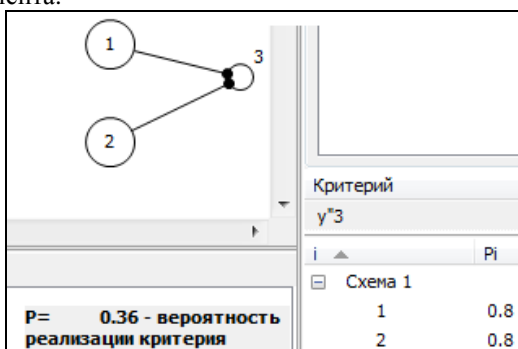 1
3
2
Критерий
y"3
i Pi
Схема 1
1 0.8
2 0.8
P= 0.36 - вероятность
реализации критерия